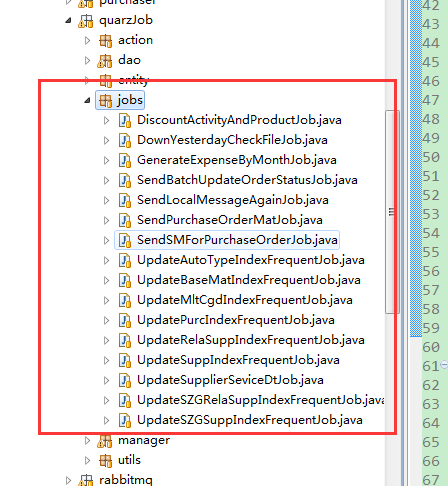 purchaser
quarzJob
action
dao
entity
jobs
DiscountActivityAndProductJob.java
DownYesterdayCheckFileJob.java
GenerateExpenseByMonthJob.java
SendBatchUpdateOrderStatusJob.java
SendLocalMessageAgainJob.java
SendPurchaseOrderMatJob.java
SendSMForPurchaseOrderJob.java
UpdateAutoTypeIndexFrequentJob.java
UpdateBaseMatIndexFrequentJob.java
UpdateMltCgdIndexFrequentJob.java
UpdatePurcIndexFrequentJob.java
UpdateRelaSuppIndexFrequentJob.java
UpdateSuppIndexFrequentJob.java
UpdateSupplierSeviceDtJob.java
UpdateSZGRelaSuppIndexFrequentJob.java
UpdateSZGSuppIndexFrequentJob.java
manager
utils
rabbitmq
42
43
44
45
46
47
48
49
50
51
52
53
54
55
56
57
58
59
60
61
62
63
64
65
66
67